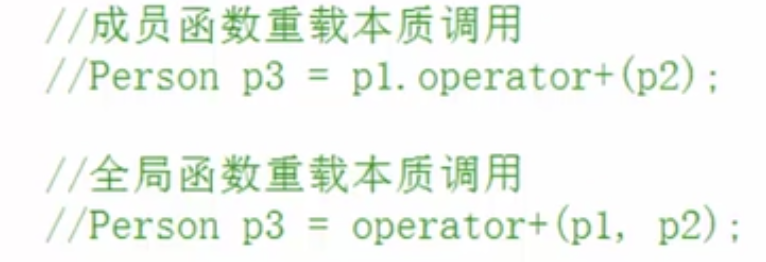 //成员函数重载本质调用
//Person p3 = p1.operator+(p2);
//全局函数重载本质调用
//Person p3 = operator+(p1, p2);